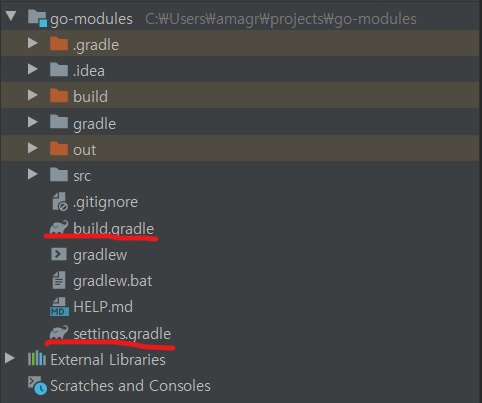 go-modules C:₩Users₩amagr₩projects₩go-modules
.gradle
.idea
build
gradle
out
src
.gitignore
build.gradle
gradlew
gradlew.bat
MD HELP.md
settings.gradle
External Libraries
Scratches and Consoles